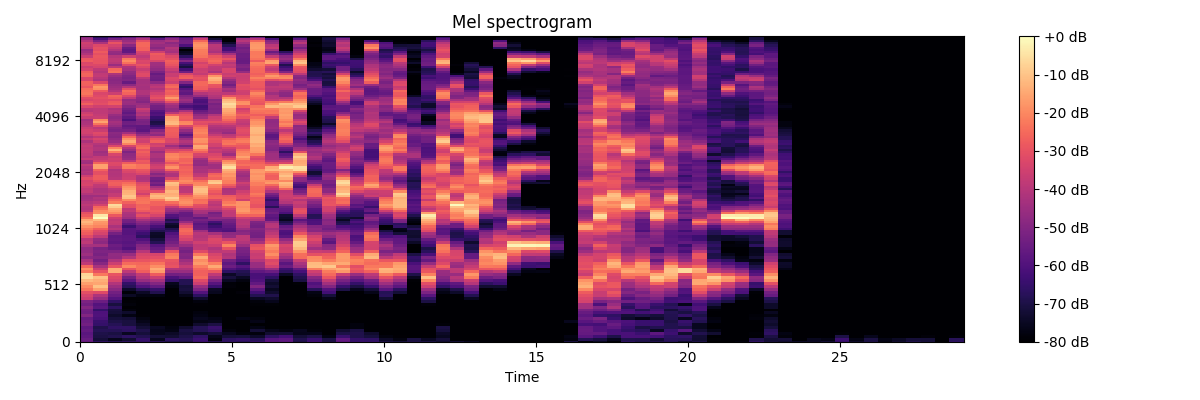 Mel spectrogram
8192
4096
2048
1024
512
0
Hz
0 5 10 15 20 25
Time
+0 dB
-10 dB
-20 dB
-30 dB
-40 dB
-50 dB
-60 dB
-70 dB
-80 dB